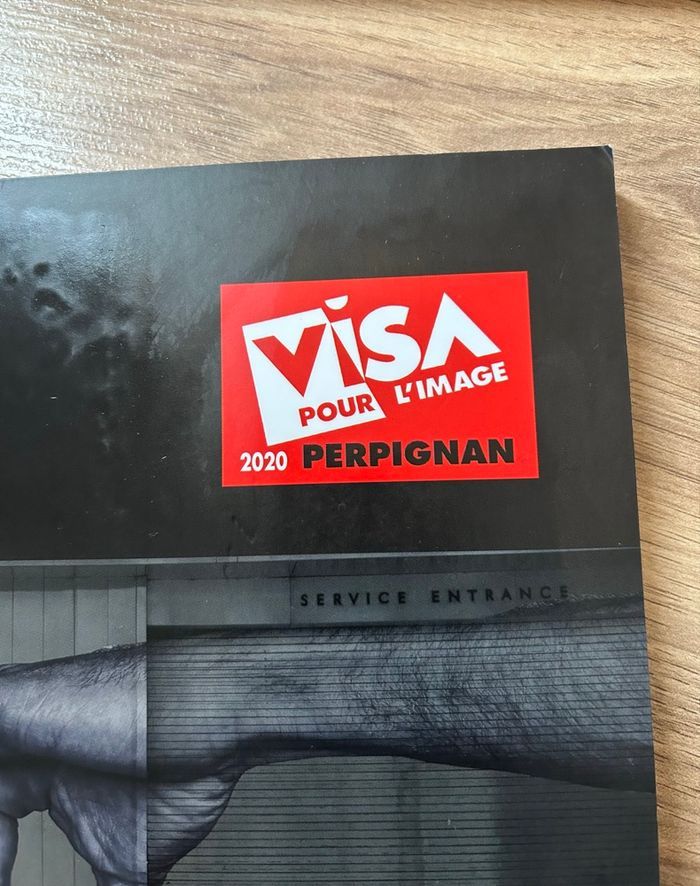 VISA
POUR L'IMAGE
2020 PERPIGNAN
SERVICE ENTRANCE